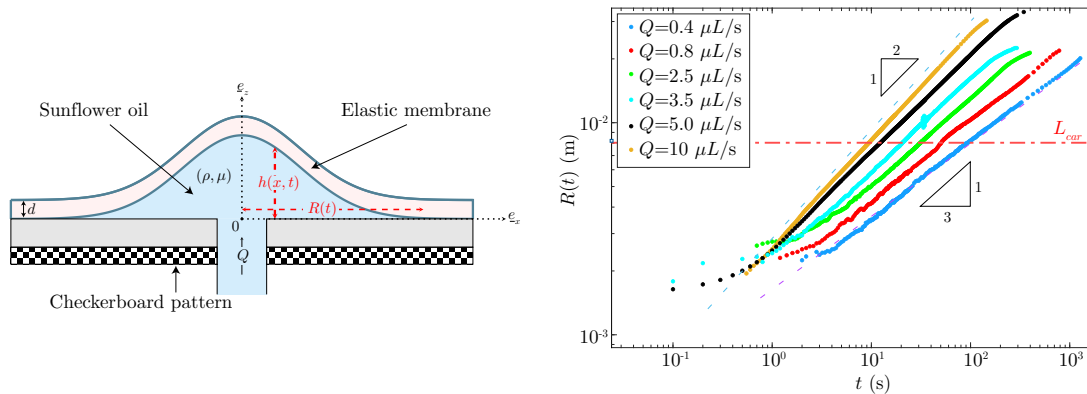 e_z
Sunflower oil
Elastic membrane
(ρ, μ)
h(x, t)
d
R(t)
0
e_x
Q
Checkerboard pattern
Q=0.4 μL/s
Q=0.8 μL/s
Q=2.5 μL/s
Q=3.5 μL/s
Q=5.0 μL/s
Q=10 μL/s
2
1
L_car
1
3
R(t) (m)
10^-2
10^-3
10^-1
10^0
10^1
10^2
10^3
t (s)